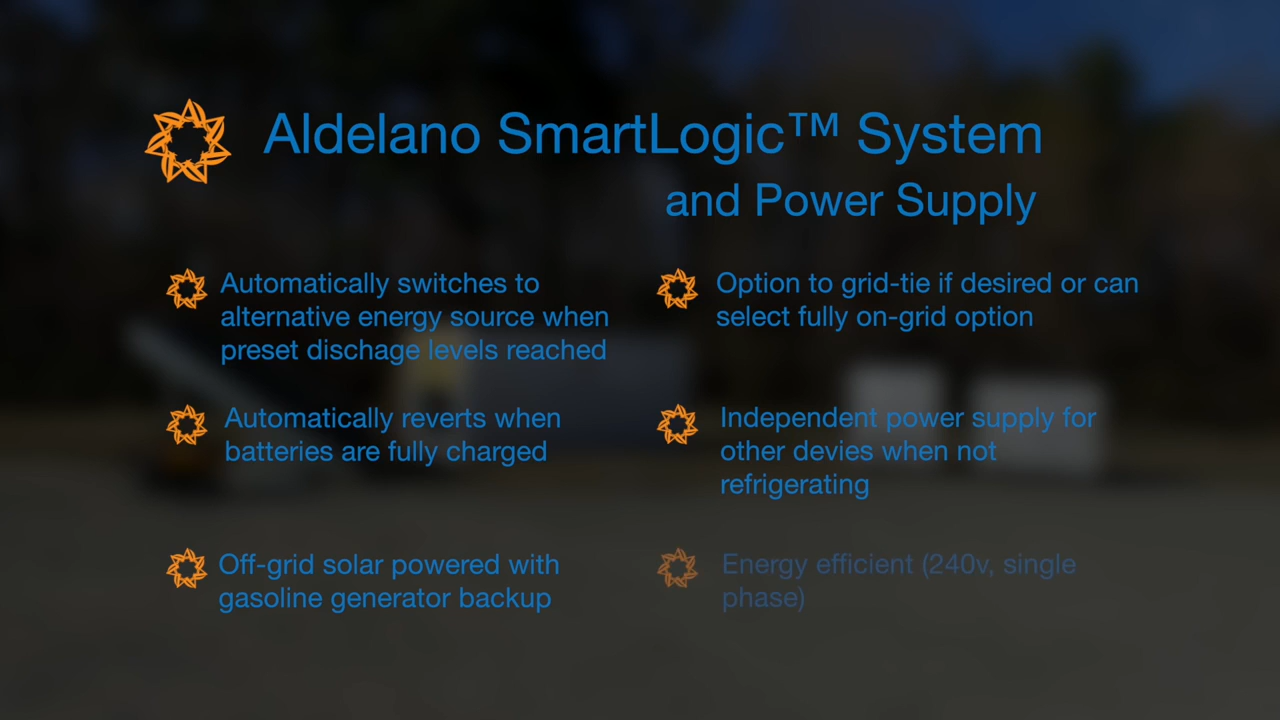 Aldelano SmartLogic™ System
and Power Supply
Automatically switches to
alternative energy source when
preset dischage levels reached
Automatically reverts when
batteries are fully charged
Off-grid solar powered with
gasoline generator backup
Option to grid-tie if desired or can
select fully on-grid option
Independent power supply for
other devies when not
refrigerating
Energy efficient (240v, single
phase)